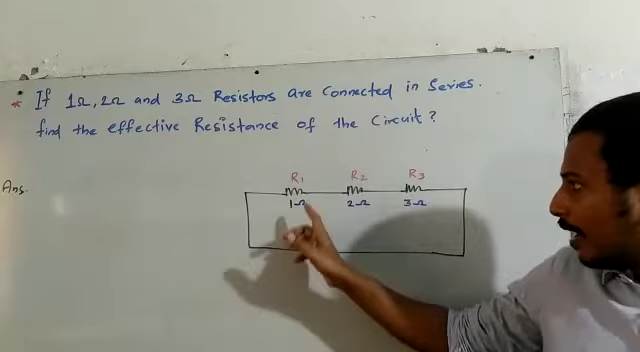 * If 1Ω, 2Ω and 3Ω Resistors are Connected in Series.
find the effective Resistance of the Circuit?
Ans.
R₁ R₂ R₃
1Ω 2Ω 3Ω